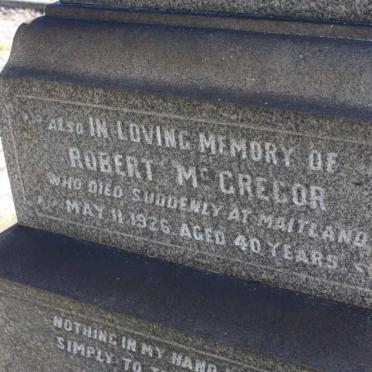 ALSO IN LOVING MEMORY OF
ROBERT MCGREGOR
WHO DIED SUDDENLY AT MAITLAND
MAY 11, 1926 AGED 40 YEARS
NOTHING IN MY HAND
SIMPLY TO